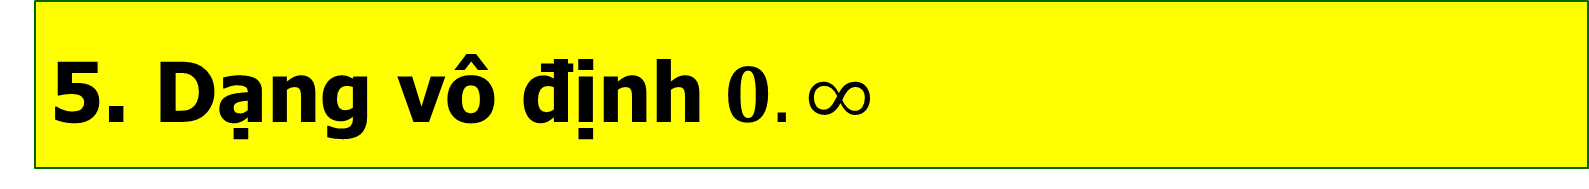 5. Dạng vô định 0. ∞